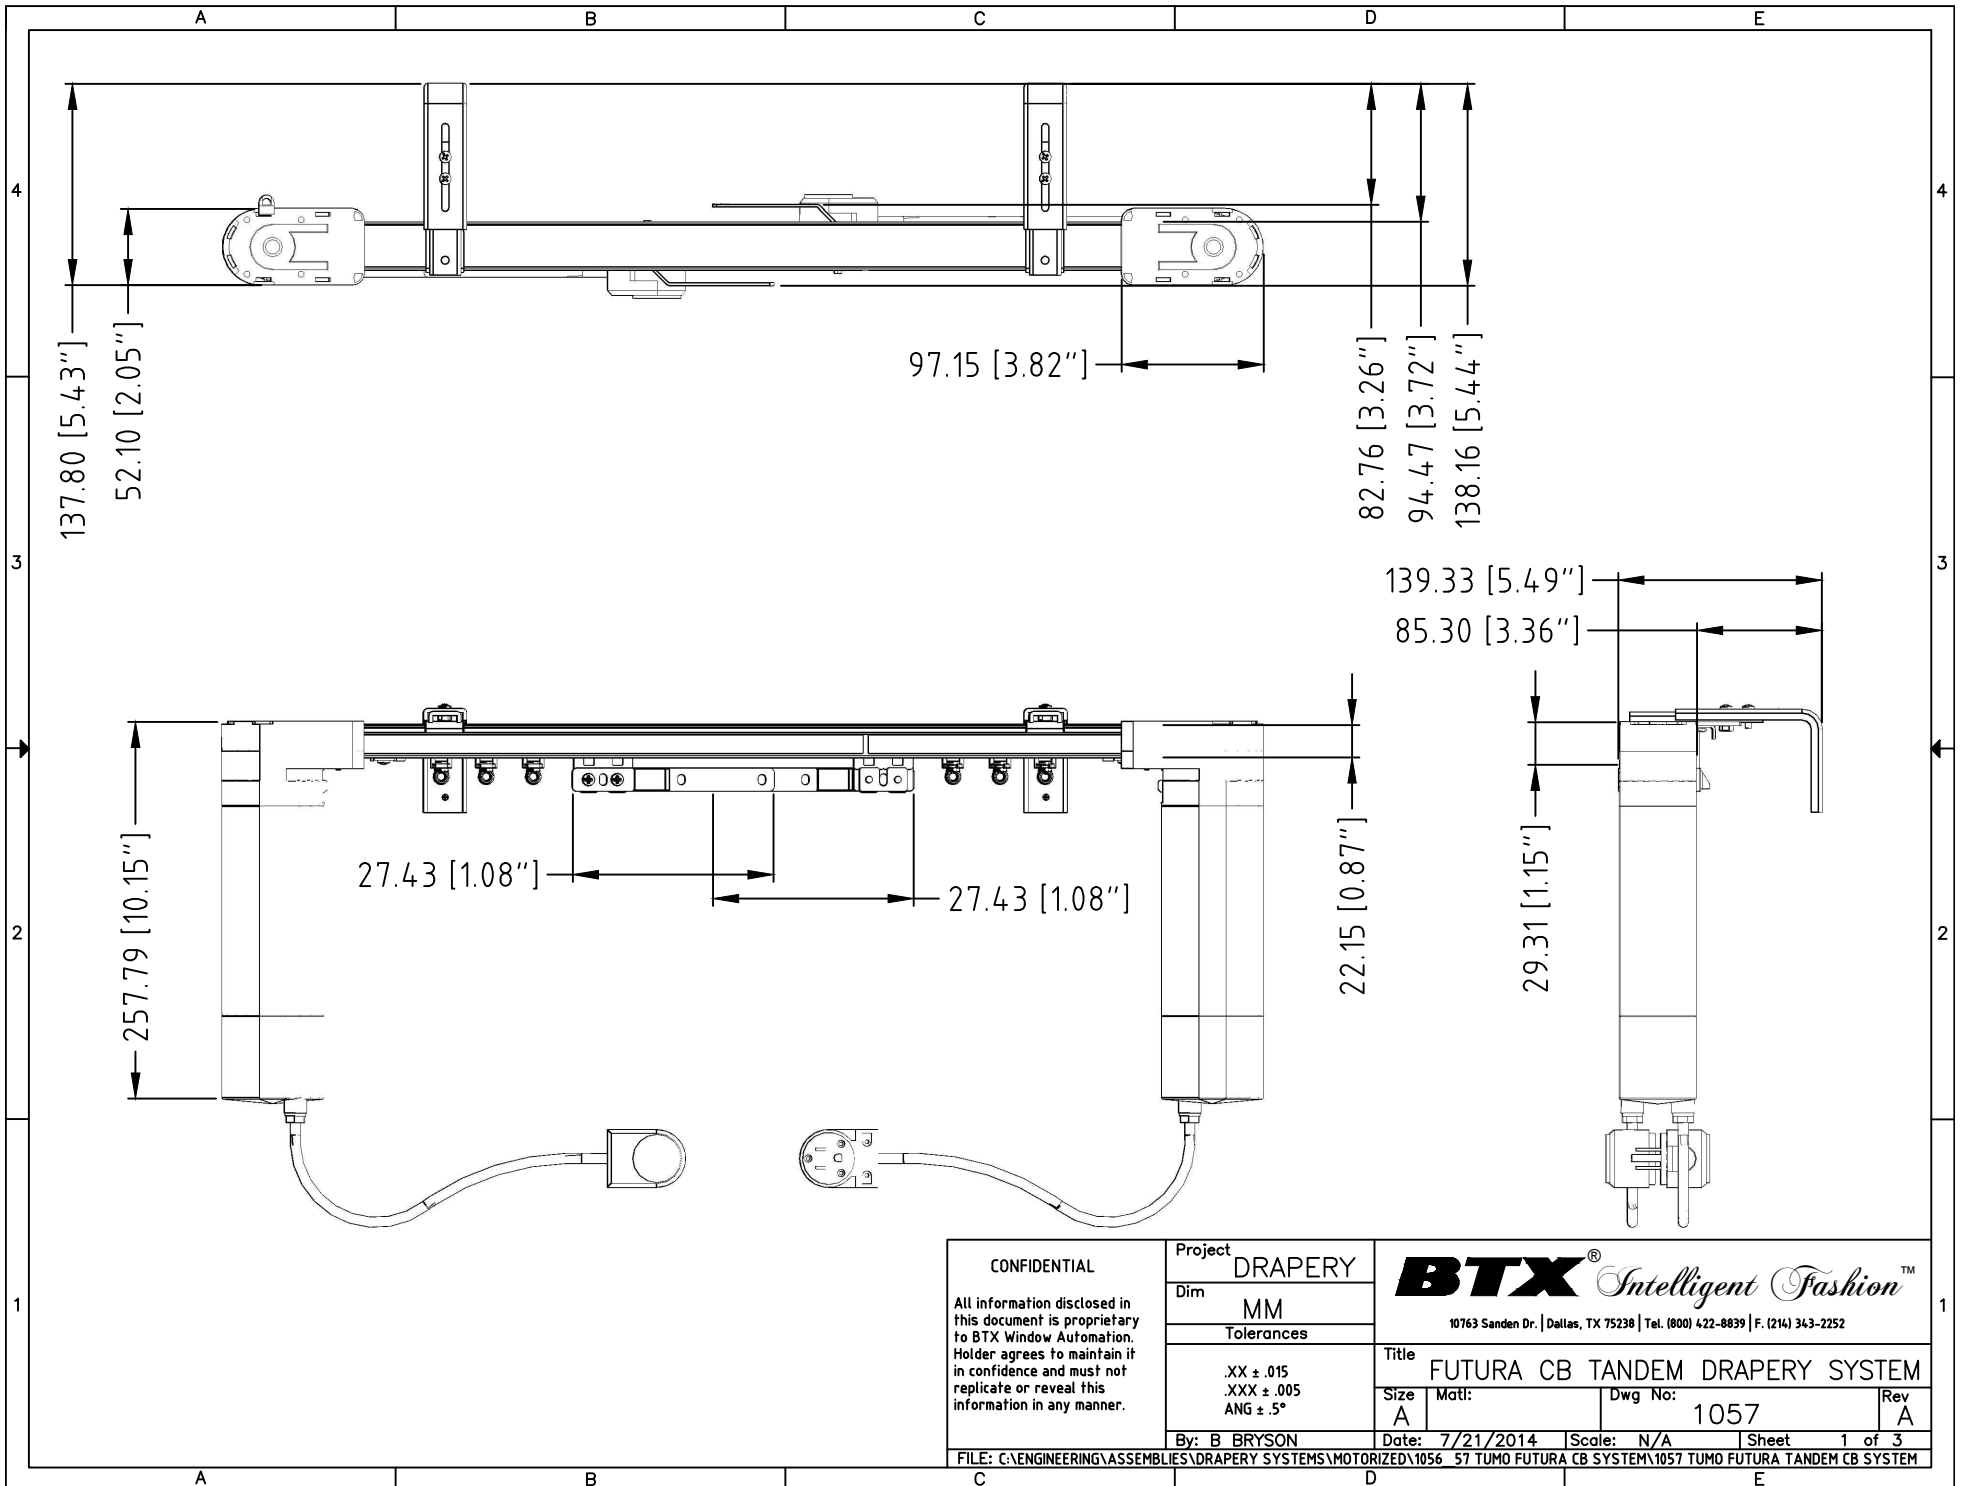 A B C D E
4 4
137.80 [5.43"]
52.10 [2.05"]
97.15 [3.82"]
82.76 [3.26"]
94.47 [3.72"]
138.16 [5.44"]
3 3
139.33 [5.49"]
85.30 [3.36"]
257.79 [10.15"]
27.43 [1.08"]
27.43 [1.08"]
22.15 [0.87"]
29.31 [1.15"]
2 2
1 1
CONFIDENTIAL
All information disclosed in
this document is proprietary
to BTX Window Automation.
Holder agrees to maintain it
in confidence and must not
replicate or reveal this
information in any manner.
Project
DRAPERY
Dim
MM
Tolerances
.XX ± .015
.XXX ± .005
ANG ± .5°
By: B BRYSON
BTX® Intelligent Fashion™
10763 Sanden Dr. | Dallas, TX 75238 | Tel. (800) 422-8839 | F. (214) 343-2252
Title
FUTURA CB TANDEM DRAPERY SYSTEM
Size
A
Matl:
Dwg No:
1057
Rev
A
Date: 7/21/2014
Scale: N/A
Sheet 1 of 3
FILE: C:\ENGINEERING\ASSEMBLIES\DRAPERY SYSTEMS\MOTORIZED\1056_57 TUMO FUTURA CB SYSTEM\1057 TUMO FUTURA TANDEM CB SYSTEM
A B C D E